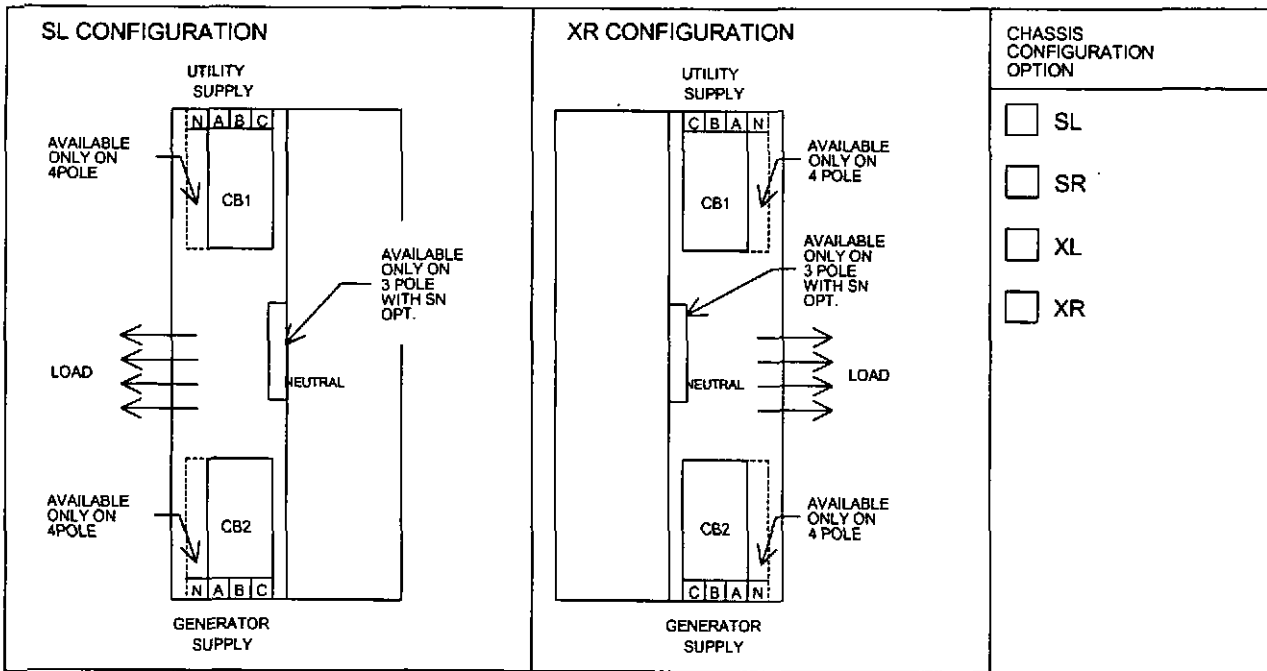 SL CONFIGURATION
UTILITY
SUPPLY
N A B C
AVAILABLE
ONLY ON
4POLE
CB1
AVAILABLE
ONLY ON
3 POLE
WITH SN
OPT.
LOAD
NEUTRAL
AVAILABLE
ONLY ON
4POLE
CB2
N A B C
GENERATOR
SUPPLY
XR CONFIGURATION
UTILITY
SUPPLY
C B A N
AVAILABLE
ONLY ON
4 POLE
CB1
AVAILABLE
ONLY ON
3 POLE
WITH SN
OPT.
NEUTRAL
LOAD
AVAILABLE
ONLY ON
4 POLE
CB2
C B A N
GENERATOR
SUPPLY
CHASSIS
CONFIGURATION
OPTION
SL
SR
XL
XR